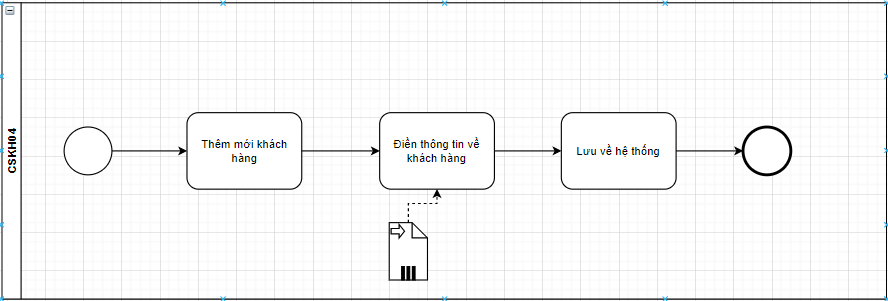 CSKH04
Thêm mới khách
hàng
Điền thông tin về
khách hàng
Lưu về hệ thống